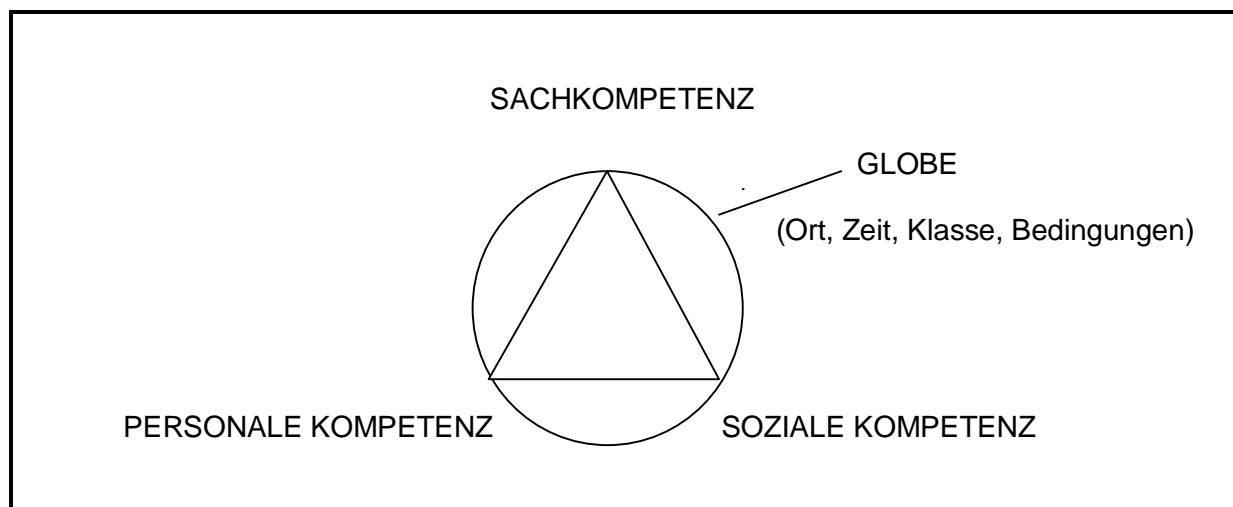 SACHKOMPETENZ
GLOBE
(Ort, Zeit, Klasse, Bedingungen)
PERSONALE KOMPETENZ
SOZIALE KOMPETENZ